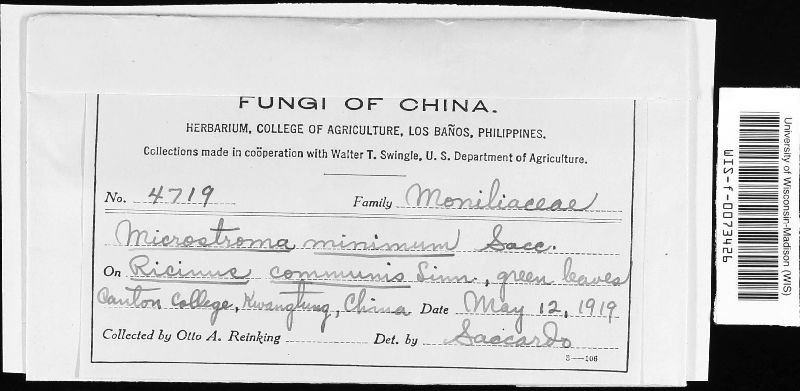 FUNGI OF CHINA.
HERBARIUM, COLLEGE OF AGRICULTURE, LOS BAÑOS, PHILIPPINES.
Collections made in coöperation with Walter T. Swingle, U. S. Department of Agriculture.
No. 4719 Family Moniliaceae
Microstroma minimum Sacc.
On Ricinus communis Linn., green leaves
Canton College, Kwangtung, China Date May 12, 1919
Collected by Otto A. Reinking Det. by Saccardo
3—106
University of Wisconsin-Madison (WIS)
WIS-f-0073426